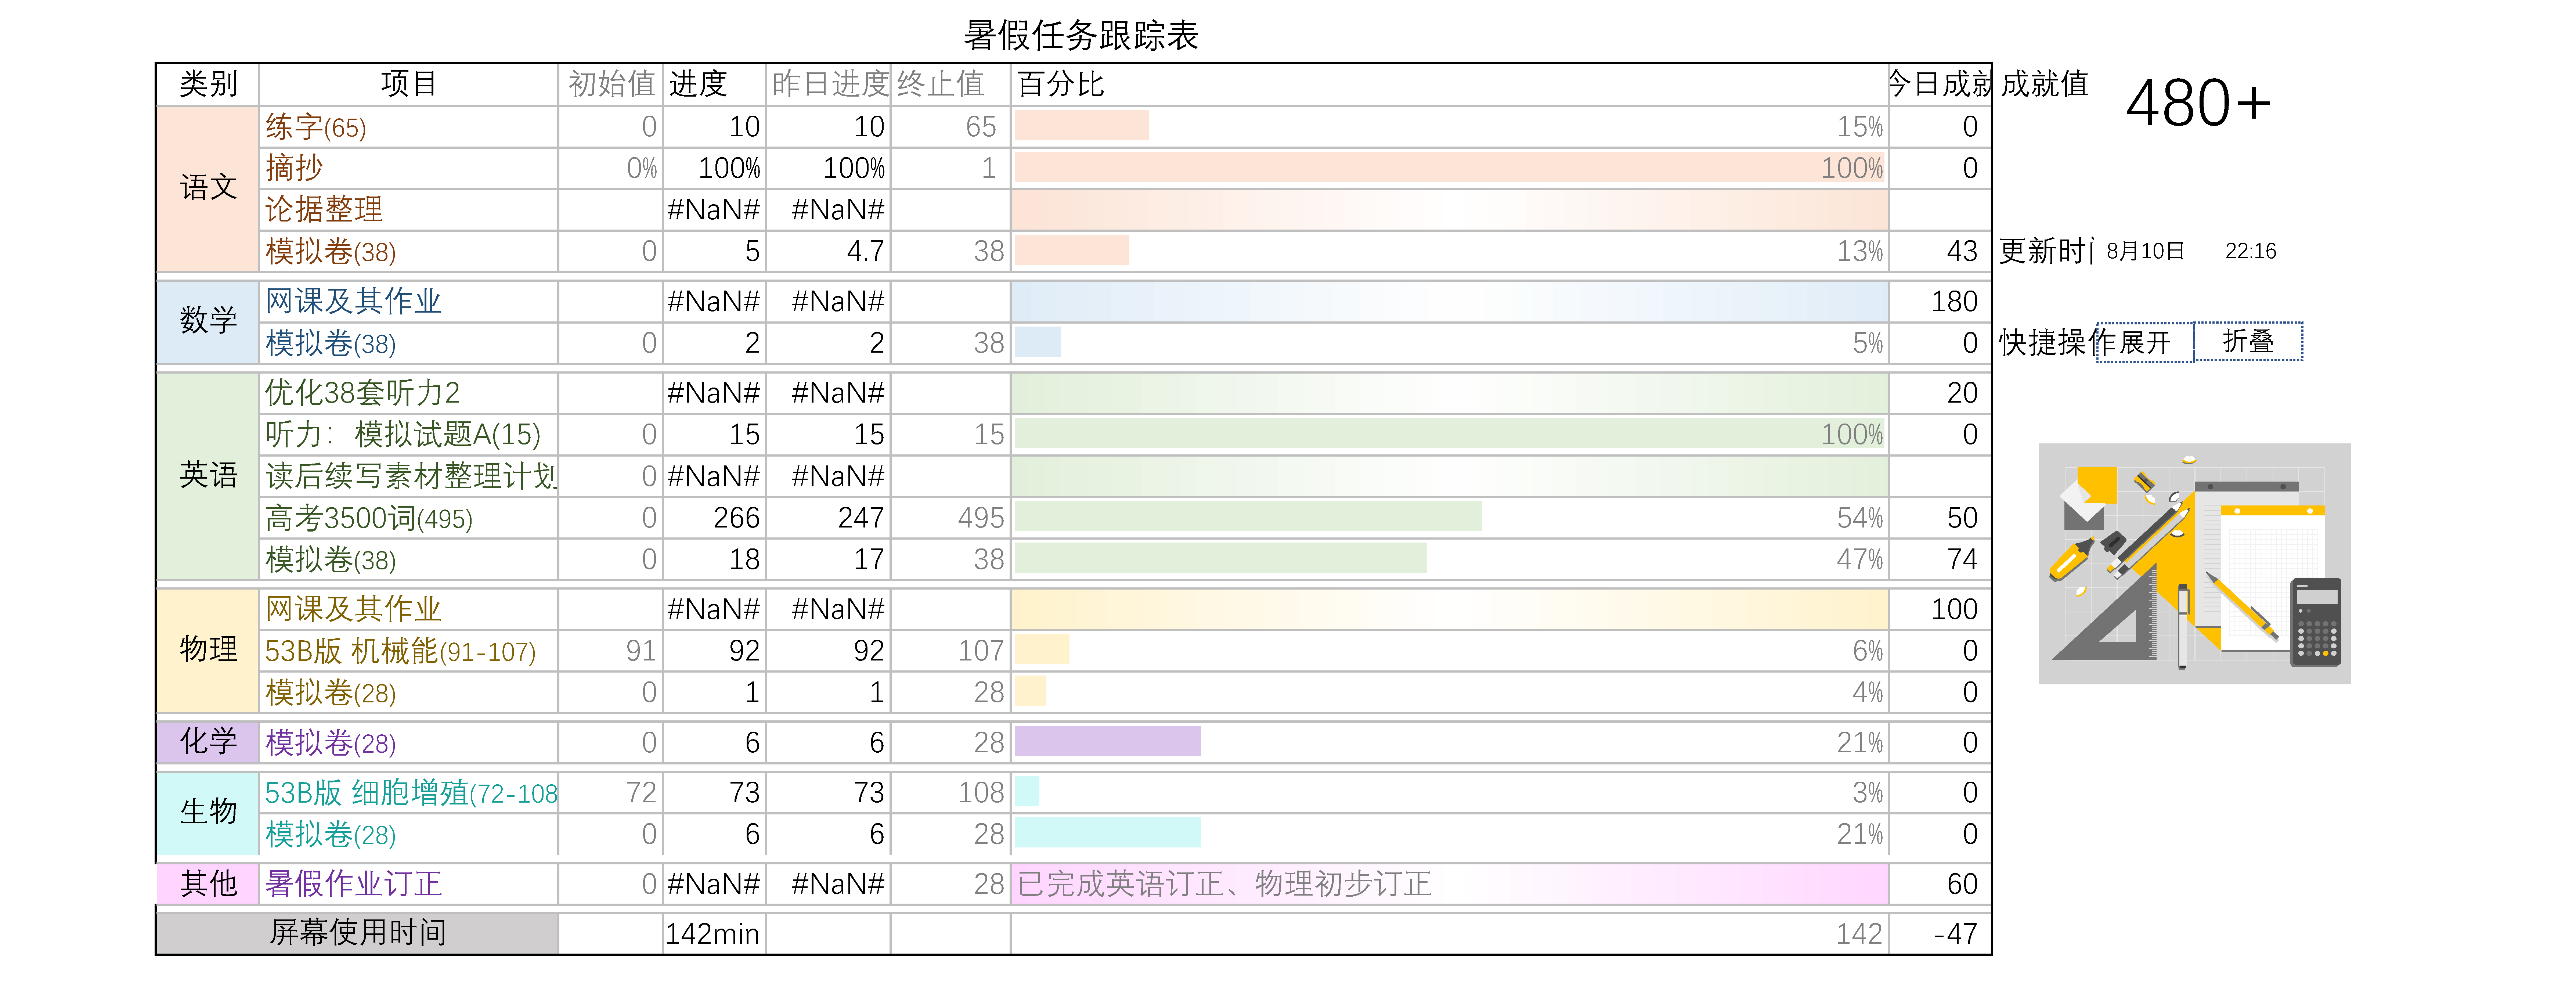 暑假任务跟踪表
类别 项目 初始值 进度 昨日进度 终止值 百分比 今日成就 成就值 480+
语文 练字(65) 0 10 10 65 15% 0
摘抄 0% 100% 100% 1 100% 0
论据整理 #NaN# #NaN#
模拟卷(38) 0 5 4.7 38 13% 43 更新时 8月10日 22:16
数学 网课及其作业 #NaN# #NaN# 180
模拟卷(38) 0 2 2 38 5% 0 快捷操作 展开 折叠
英语 优化38套听力2 #NaN# #NaN# 20
听力：模拟试题A(15) 0 15 15 15 100% 0
读后续写素材整理计划 0 #NaN# #NaN#
高考3500词(495) 0 266 247 495 54% 50
模拟卷(38) 0 18 17 38 47% 74
物理 网课及其作业 #NaN# #NaN# 100
53B版 机械能(91-107) 91 92 92 107 6% 0
模拟卷(28) 0 1 1 28 4% 0
化学 模拟卷(28) 0 6 6 28 21% 0
生物 53B版 细胞增殖(72-108 72 73 73 108 3% 0
模拟卷(28) 0 6 6 28 21% 0
其他 暑假作业订正 0 #NaN# #NaN# 28 已完成英语订正、物理初步订正 60
屏幕使用时间 142min 142 -47